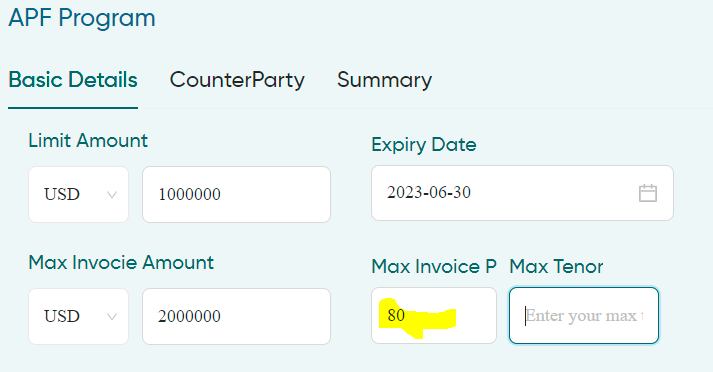 APF Program
Basic Details CounterParty Summary
Limit Amount
Expiry Date
USD 1000000
2023-06-30
Max Invocie Amount
Max Invoice P Max Tenor
USD 2000000
80 Enter your max t